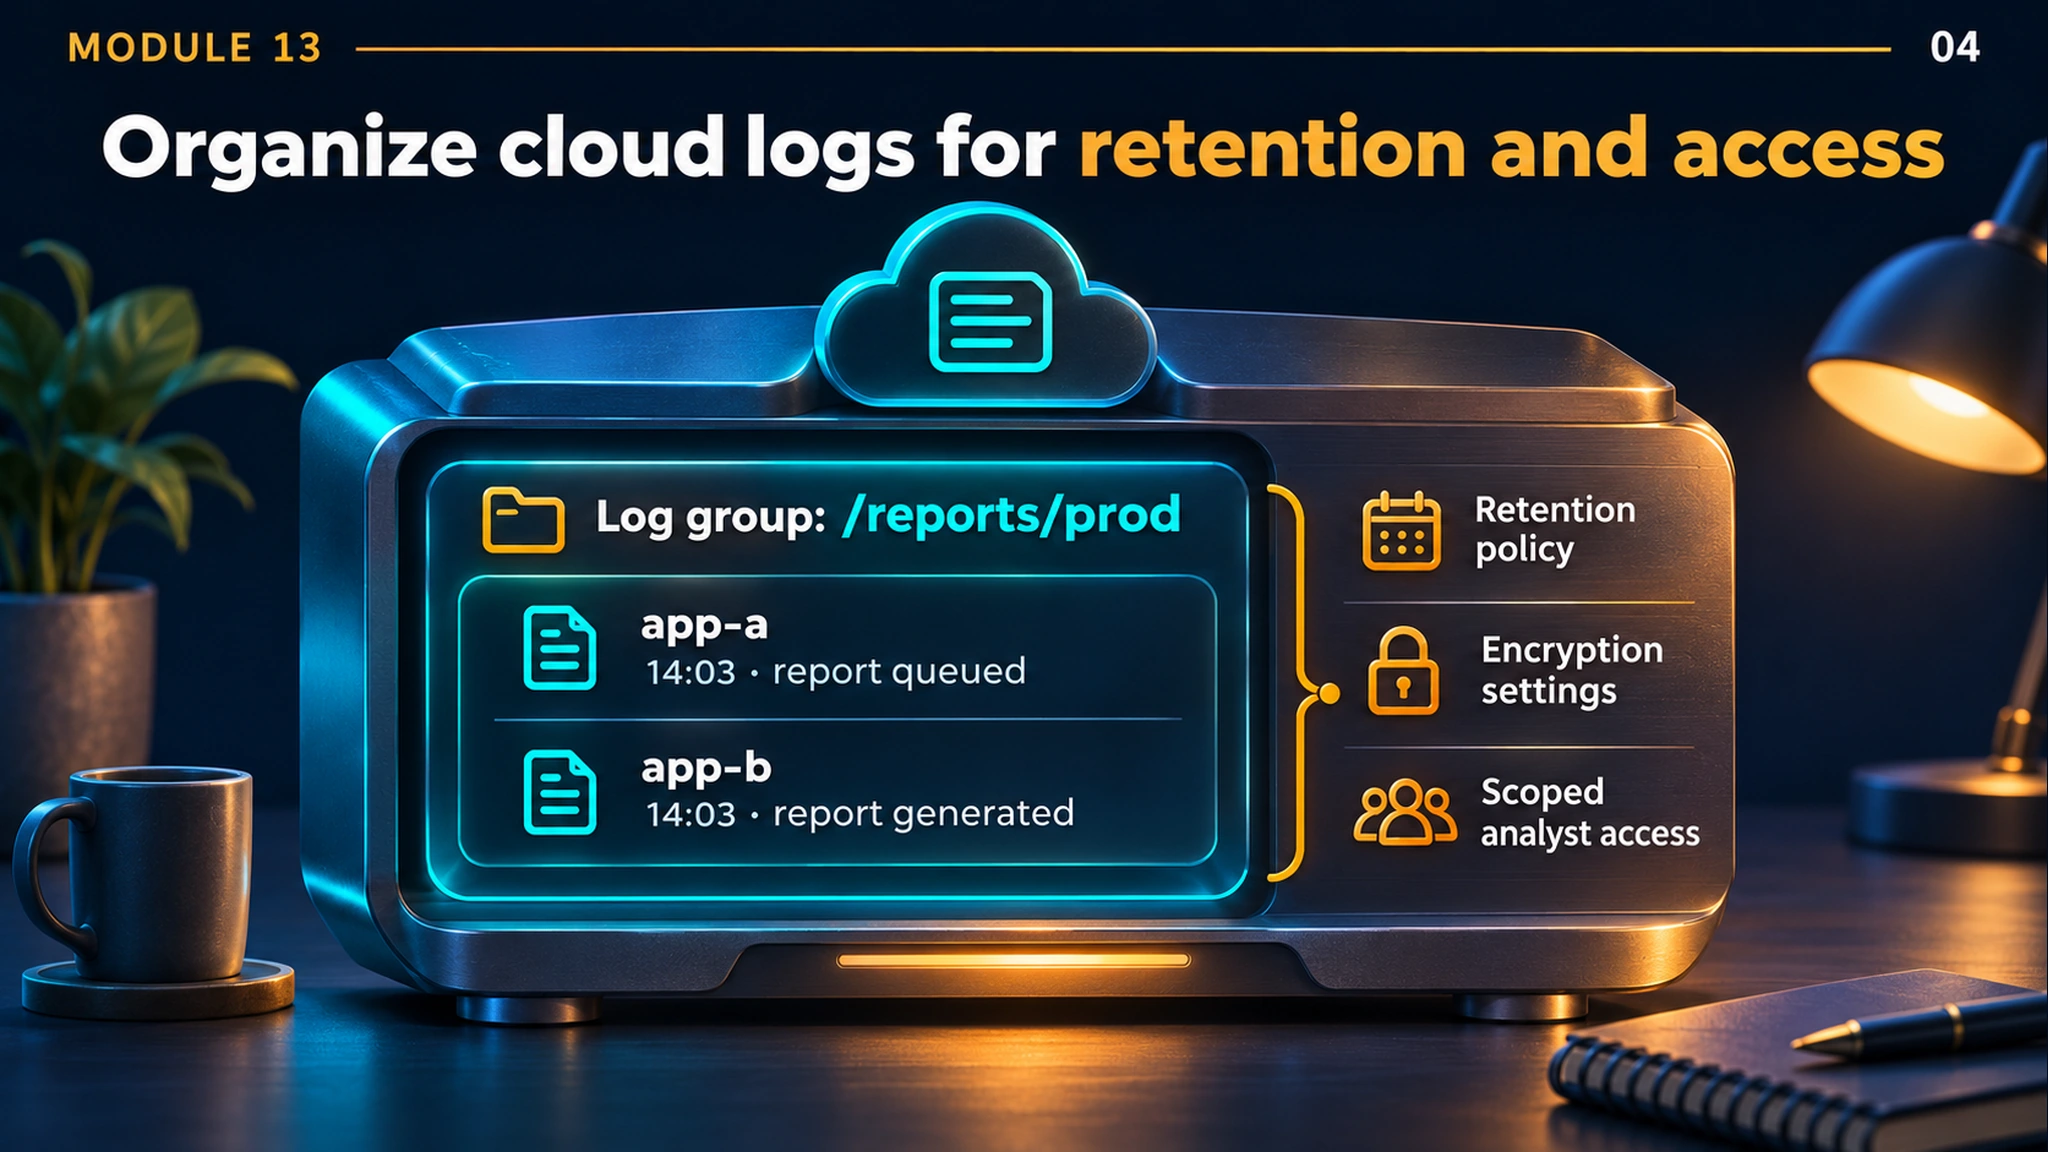 MODULE 13
04
Organize cloud logs for retention and access
Log group: /reports/prod
app-a
14:03 · report queued
app-b
14:03 · report generated
Retention
policy
Encryption
settings
Scoped
analyst access